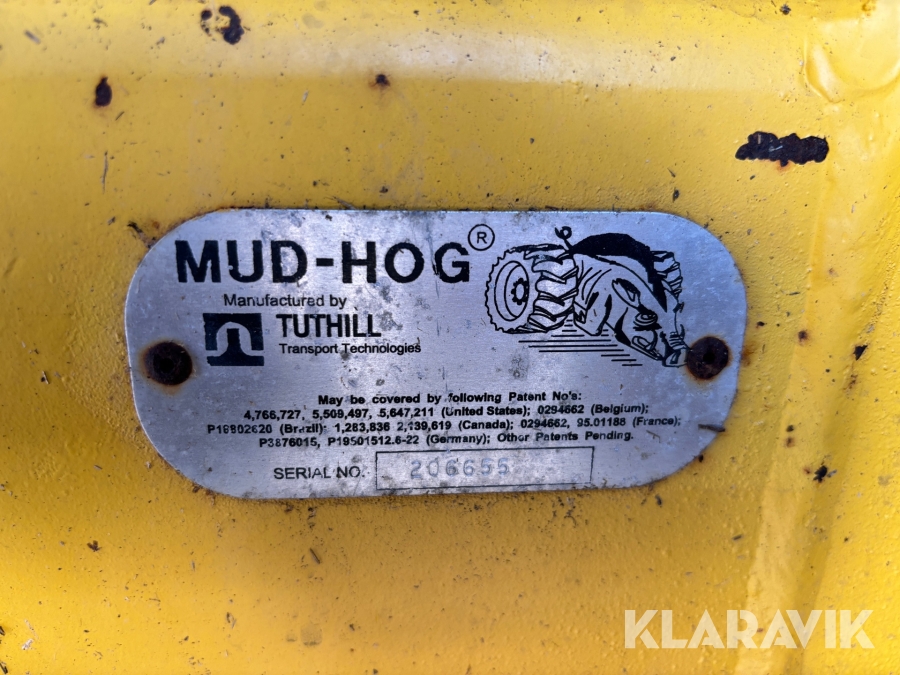 MUD-HOG®
Manufactured by
TUTHILL
Transport Technologies
May be covered by following Patent No's:
4,766,727, 5,509,497, 5,647,211 (United States); 0294662 (Belgium);
P18802620 (Brazil); 1,283,836 2,139,619 (Canada); 0294662, 95.01186 (France);
P3876015, P19501512.6-22 (Germany); Other Patents Pending.
SERIAL NO. 206655
KLARAVIK